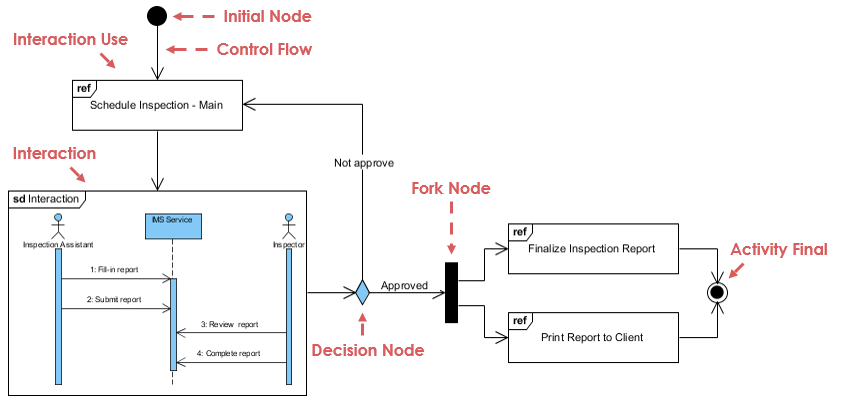 Initial Node
Interaction Use
Control Flow
ref
Schedule Inspection - Main
Interaction
Not approve
sd Interaction
Fork Node
IMS Service
ref
Inspection Assistant
Inspector
Finalize Inspection Report
Activity Final
1: Fill-in report
Approved
2: Submit report
ref
3: Review report
Print Report to Client
4: Complete report
Decision Node